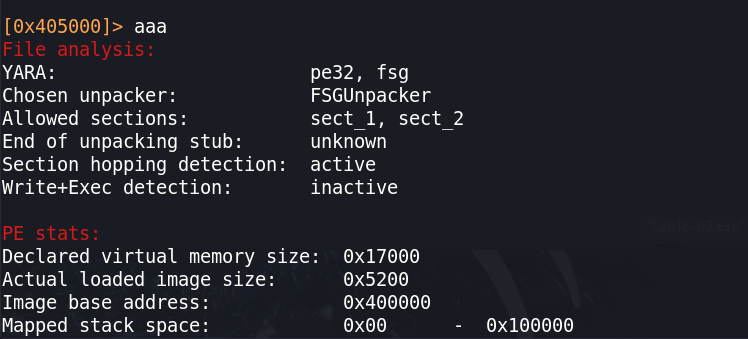 [0x405000]> aaa
File analysis:
YARA: pe32, fsg
Chosen unpacker: FSGUnpacker
Allowed sections: sect_1, sect_2
End of unpacking stub: unknown
Section hopping detection: active
Write+Exec detection: inactive
PE stats:
Declared virtual memory size: 0x17000
Actual loaded image size: 0x5200
Image base address: 0x400000
Mapped stack space: 0x00 - 0x100000